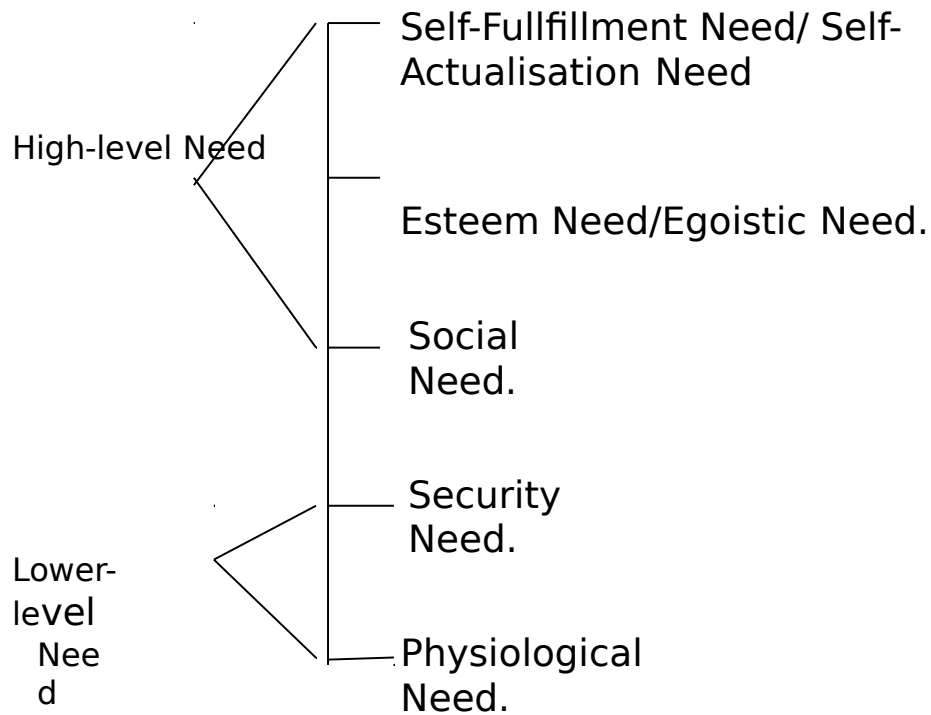 Self-Fullfillment Need/ Self-
Actualisation Need
High-level Need
Esteem Need/Egoistic Need.
Social
Need.
Security
Need.
Lower-
level
Nee
d
Physiological
Need.